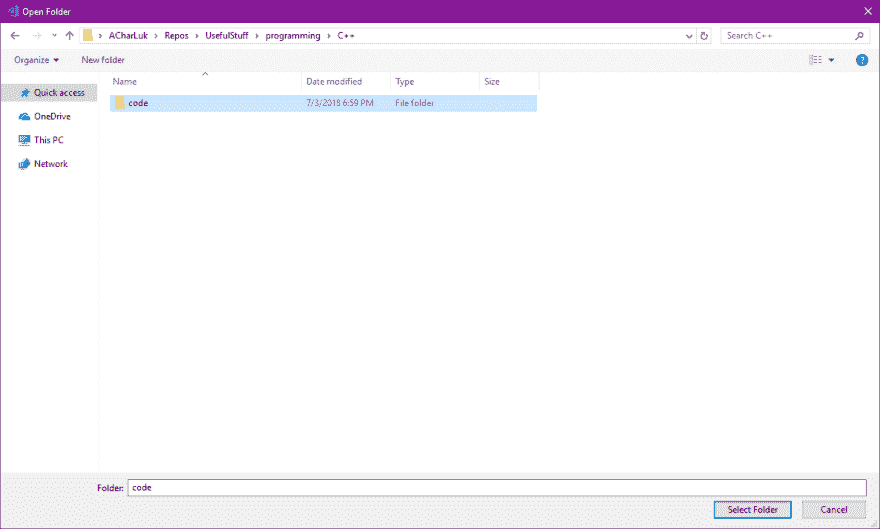 Open Folder
ACharLuk > Repos > UsefulStuff > programming > C++ Search C++
Organize New folder
Name Date modified Type Size
Quick access
code 7/3/2018 6:59 PM File folder
OneDrive
This PC
Network
Folder: code
Select Folder Cancel